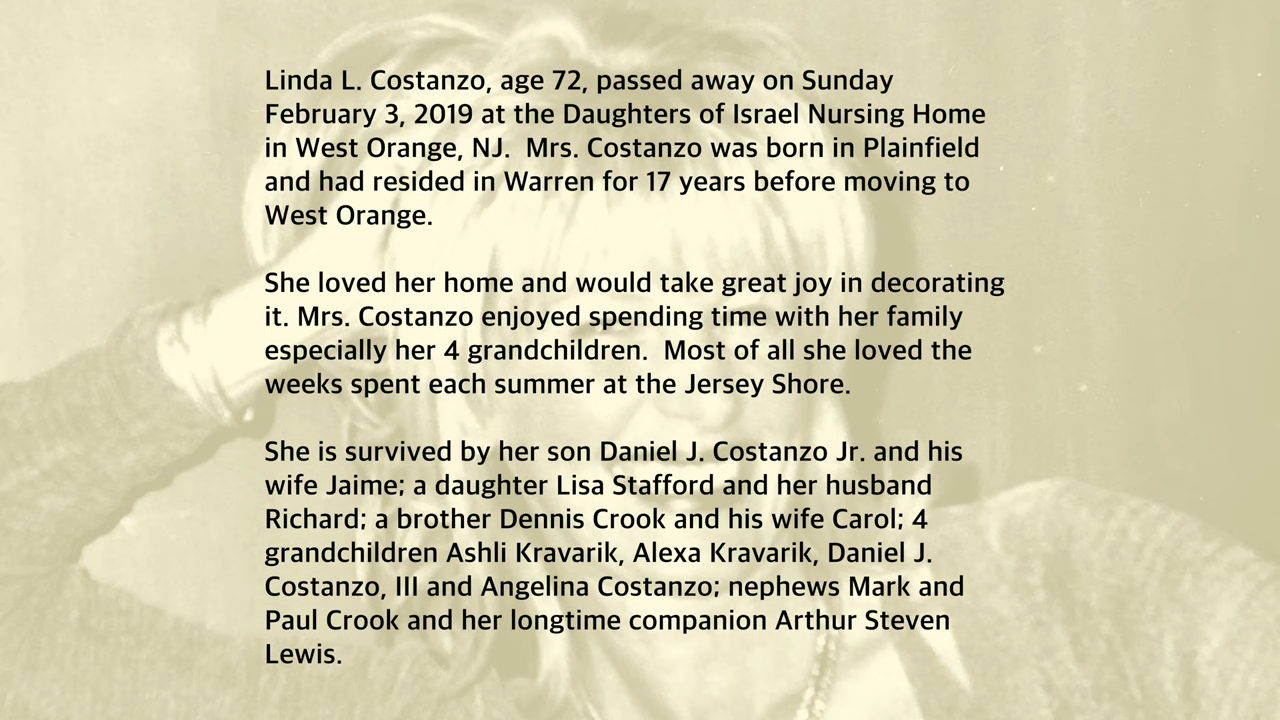 Linda L. Costanzo, age 72, passed away on Sunday
February 3, 2019 at the Daughters of Israel Nursing Home
in West Orange, NJ.  Mrs. Costanzo was born in Plainfield
and had resided in Warren for 17 years before moving to
West Orange.

She loved her home and would take great joy in decorating
it. Mrs. Costanzo enjoyed spending time with her family
especially her 4 grandchildren.  Most of all she loved the
weeks spent each summer at the Jersey Shore.

She is survived by her son Daniel J. Costanzo Jr. and his
wife Jaime; a daughter Lisa Stafford and her husband
Richard; a brother Dennis Crook and his wife Carol; 4
grandchildren Ashli Kravarik, Alexa Kravarik, Daniel J.
Costanzo, III and Angelina Costanzo; nephews Mark and
Paul Crook and her longtime companion Arthur Steven
Lewis.